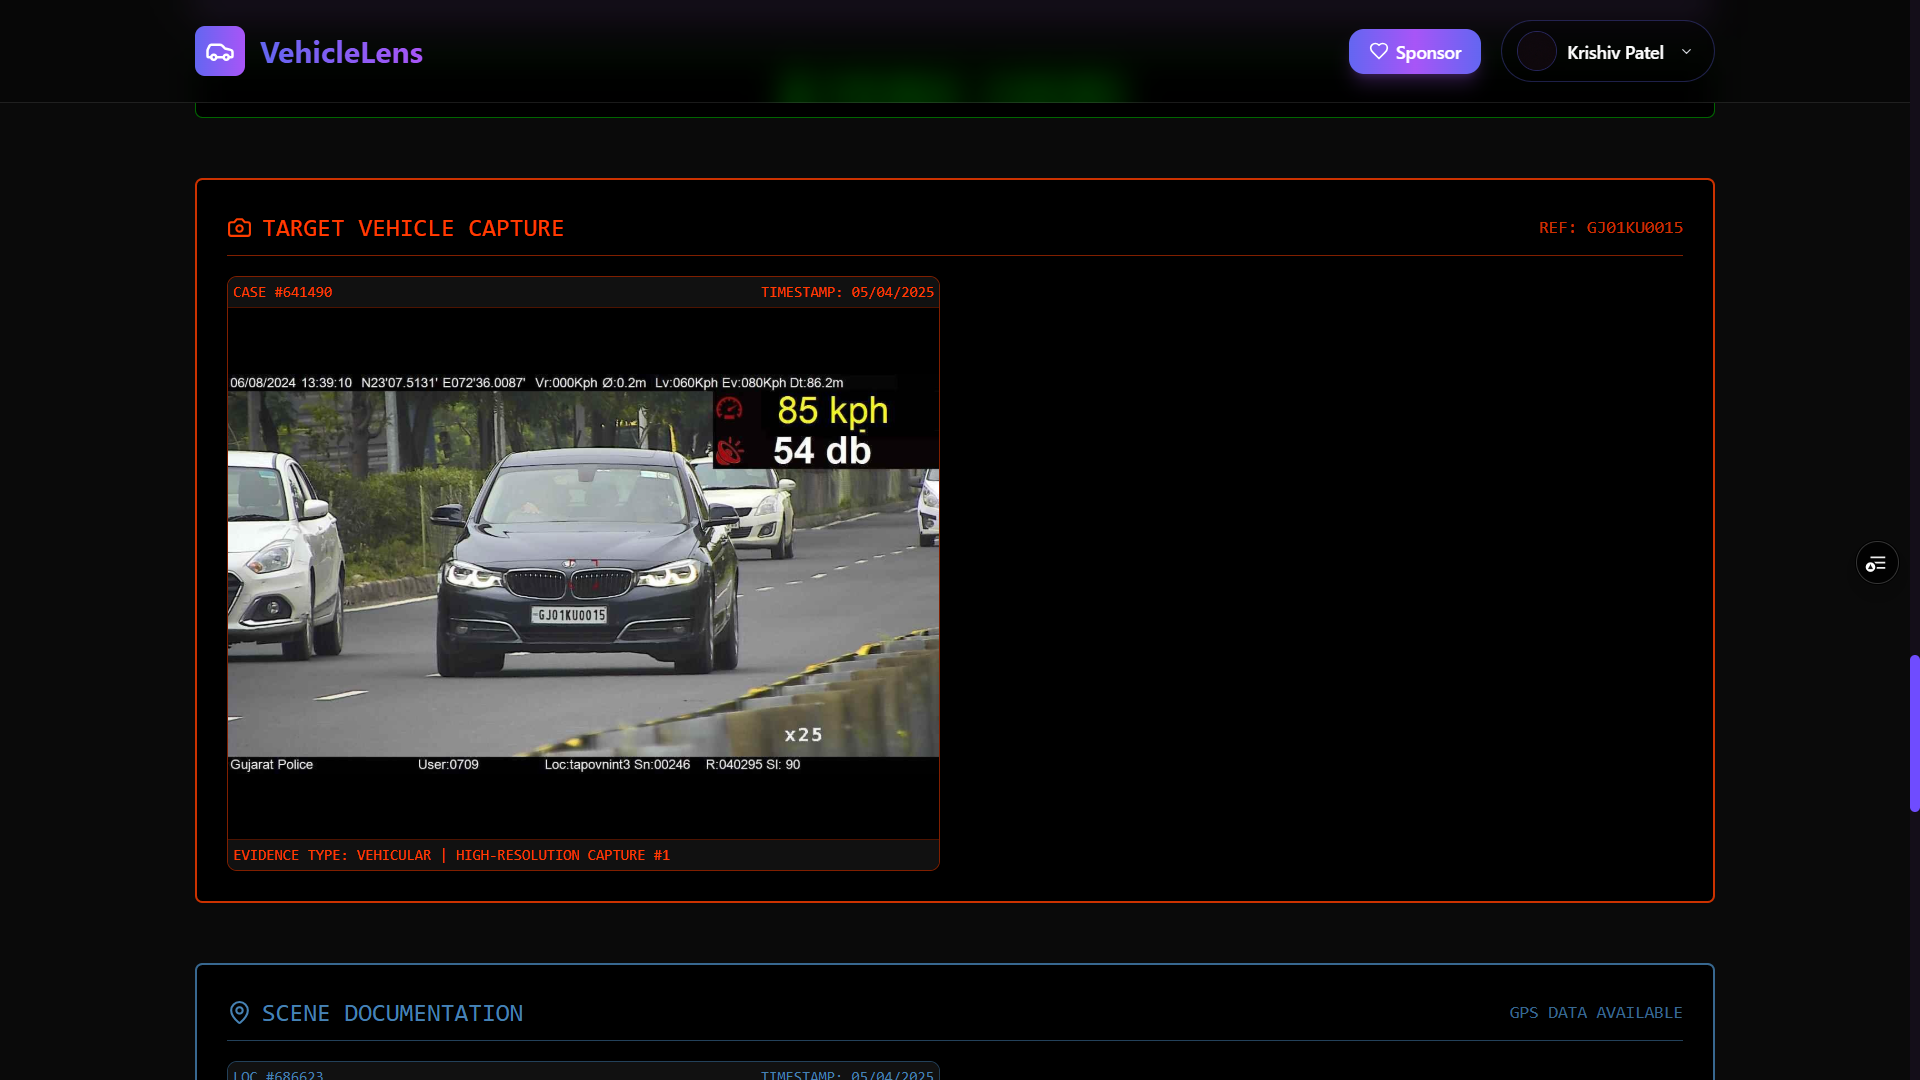 VehicleLens
Sponsor
Krishiv Patel
TARGET VEHICLE CAPTURE
REF: GJ01KU0015
CASE #641490
TIMESTAMP: 05/04/2025
06/08/2024 13:39:10 N23'07.5131' E072'36.0087' Vr:000Kph Ø:0.2m Lv:060Kph Ev:080Kph Dt:86.2m
85 kph
54 db
GJ01KU0015
x25
Gujarat Police User:0709 Loc:tapovnint3 Sn:00246 R:040295 Sl: 90
EVIDENCE TYPE: VEHICULAR | HIGH-RESOLUTION CAPTURE #1
SCENE DOCUMENTATION
GPS DATA AVAILABLE
LOC #686623
TIMESTAMP: 05/04/2025